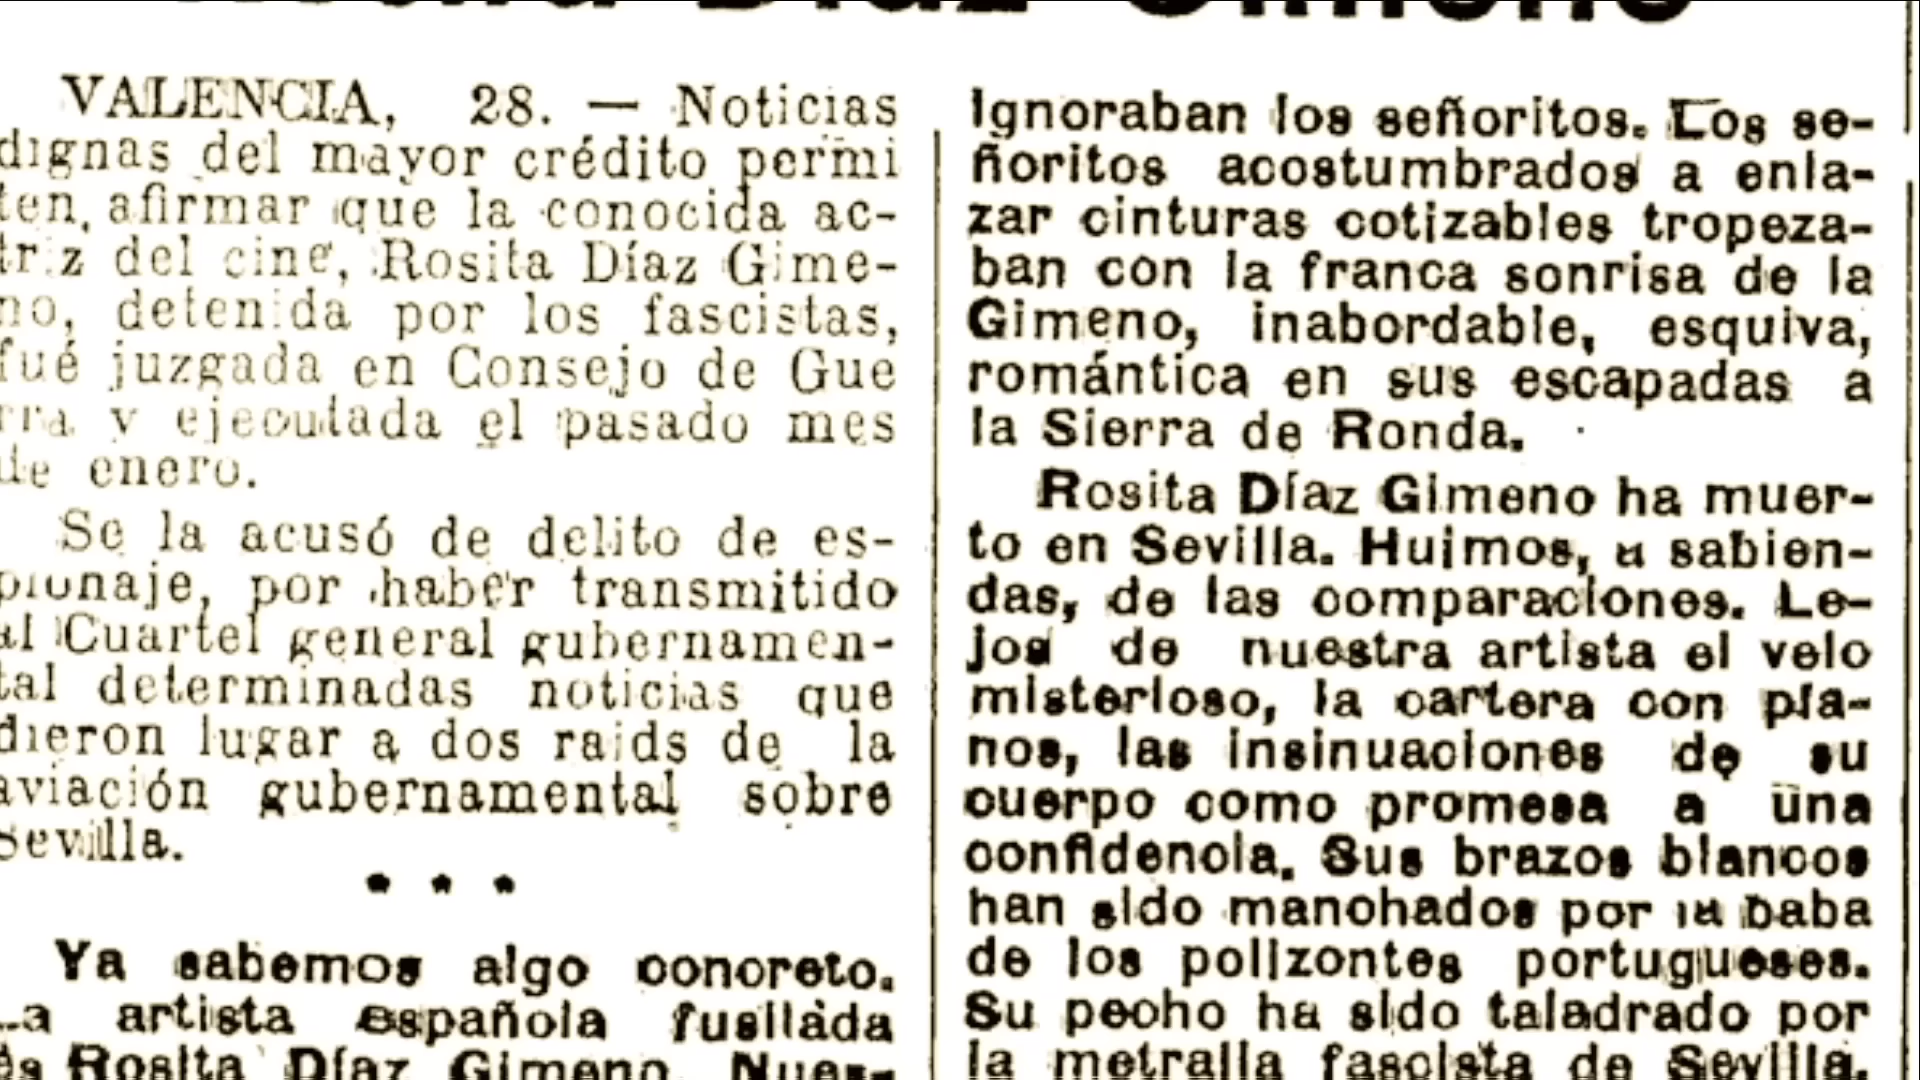 Rosita Díaz Gimeno
VALENCIA, 28. — Noticias
dignas del mayor crédito permi
ten, afirmar que la conocida ac-
triz del cine, Rosita Díaz Gime-
no, detenida por los fascistas,
fué juzgada en Consejo de Gue
rra y ejecutada el pasado mes
de enero.
Se la acusó de delito de es-
pionaje, por haber transmitido
al Cuartel general gubernamen-
tal determinadas noticias que
dieron lugar a dos raids de la
aviación gubernamental sobre
Sevilla.
Ya sabemos algo concreto.
La artista española fusilada
es Rosita Díaz Gimeno. Nues-
ignoraban los señoritos. Los se-
ñoritos acostumbrados a enla-
zar cinturas cotizables tropeza-
ban con la franca sonrisa de la
Gimeno, inabordable, esquiva,
romántica en sus escapadas a
la Sierra de Ronda.
Rosita Díaz Gimeno ha muer-
to en Sevilla. Huimos, a sabien-
das, de las comparaciones. Le-
jos de nuestra artista el velo
misterioso, la cartera con pla-
nos, las insinuaciones de su
cuerpo como promesa a una
confidencia. Sus brazos blancos
han sido manchados por la baba
de los polizontes portugueses.
Su pecho ha sido taladrado por
la metralla fascista de Sevilla.